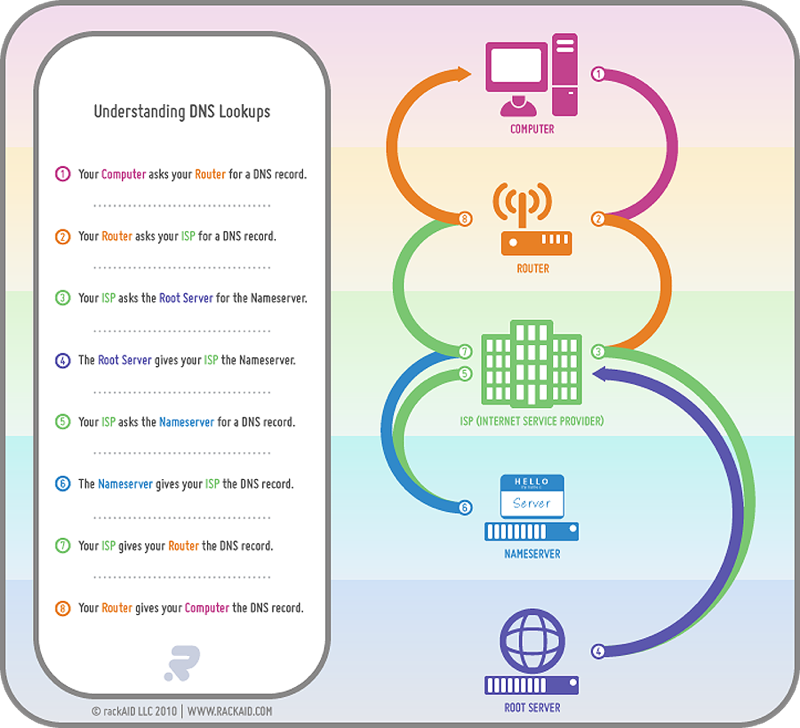 Understanding DNS Lookups
1 Your Computer asks your Router for a DNS record.
2 Your Router asks your ISP for a DNS record.
3 Your ISP asks the Root Server for the Nameserver.
4 The Root Server gives your ISP the Nameserver.
5 Your ISP asks the Nameserver for a DNS record.
6 The Nameserver gives your ISP the DNS record.
7 Your ISP gives your Router the DNS record.
8 Your Router gives your Computer the DNS record.
© rackAID LLC 2010 | WWW.RACKAID.COM
1
COMPUTER
8
2
ROUTER
7
3
5
ISP (INTERNET SERVICE PROVIDER)
HELLO
Server
6
NAMESERVER
4
ROOT SERVER